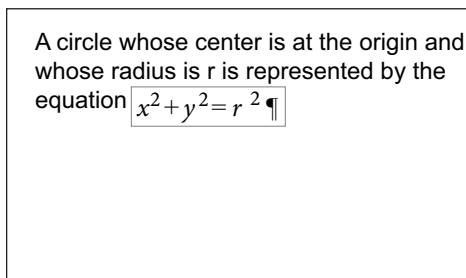 A circle whose center is at the origin and
whose radius is r is represented by the
equation x²+y²= r ² ¶